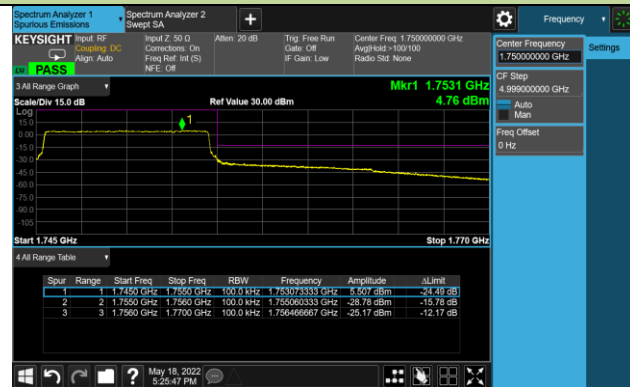 Spectrum Analyzer 1
Spurious Emissions
Spectrum Analyzer 2
Swept SA
+
Frequency
KEYSIGHT
Input: RF
Coupling: DC
Align: Auto
Input Z: 50 Ω
Corrections: On
Freq Ref: Int (S)
NFE: Off
Atten: 20 dB
Trig: Free Run
Gate: Off
IF Gain: Low
Center Freq: 1.750000000 GHz
Avg|Hold:>100/100
Radio Std: None
PASS
Center Frequency
1.750000000 GHz
Settings
CF Step
4.999000000 GHz
Auto
Man
Freq Offset
0 Hz
3 All Range Graph
Mkr1 1.7531 GHz
Scale/Div 15.0 dB
Ref Value 30.00 dBm
4.76 dBm
Log
15.0
0.00
-15.0
-30.0
-45.0
-60.0
-75.0
-90.0
-105
1
Start 1.745 GHz
Stop 1.770 GHz
4 All Range Table
Spur Range Start Freq Stop Freq RBW Frequency Amplitude ΔLimit
1 1 1.7450 GHz 1.7550 GHz 100.0 kHz 1.753073333 GHz 5.507 dBm -24.49 dB
2 2 1.7550 GHz 1.7560 GHz 100.0 kHz 1.755060333 GHz -28.78 dBm -15.78 dB
3 3 1.7560 GHz 1.7700 GHz 100.0 kHz 1.756466667 GHz -25.17 dBm -12.17 dB
?
May 18, 2022
5:25:47 PM